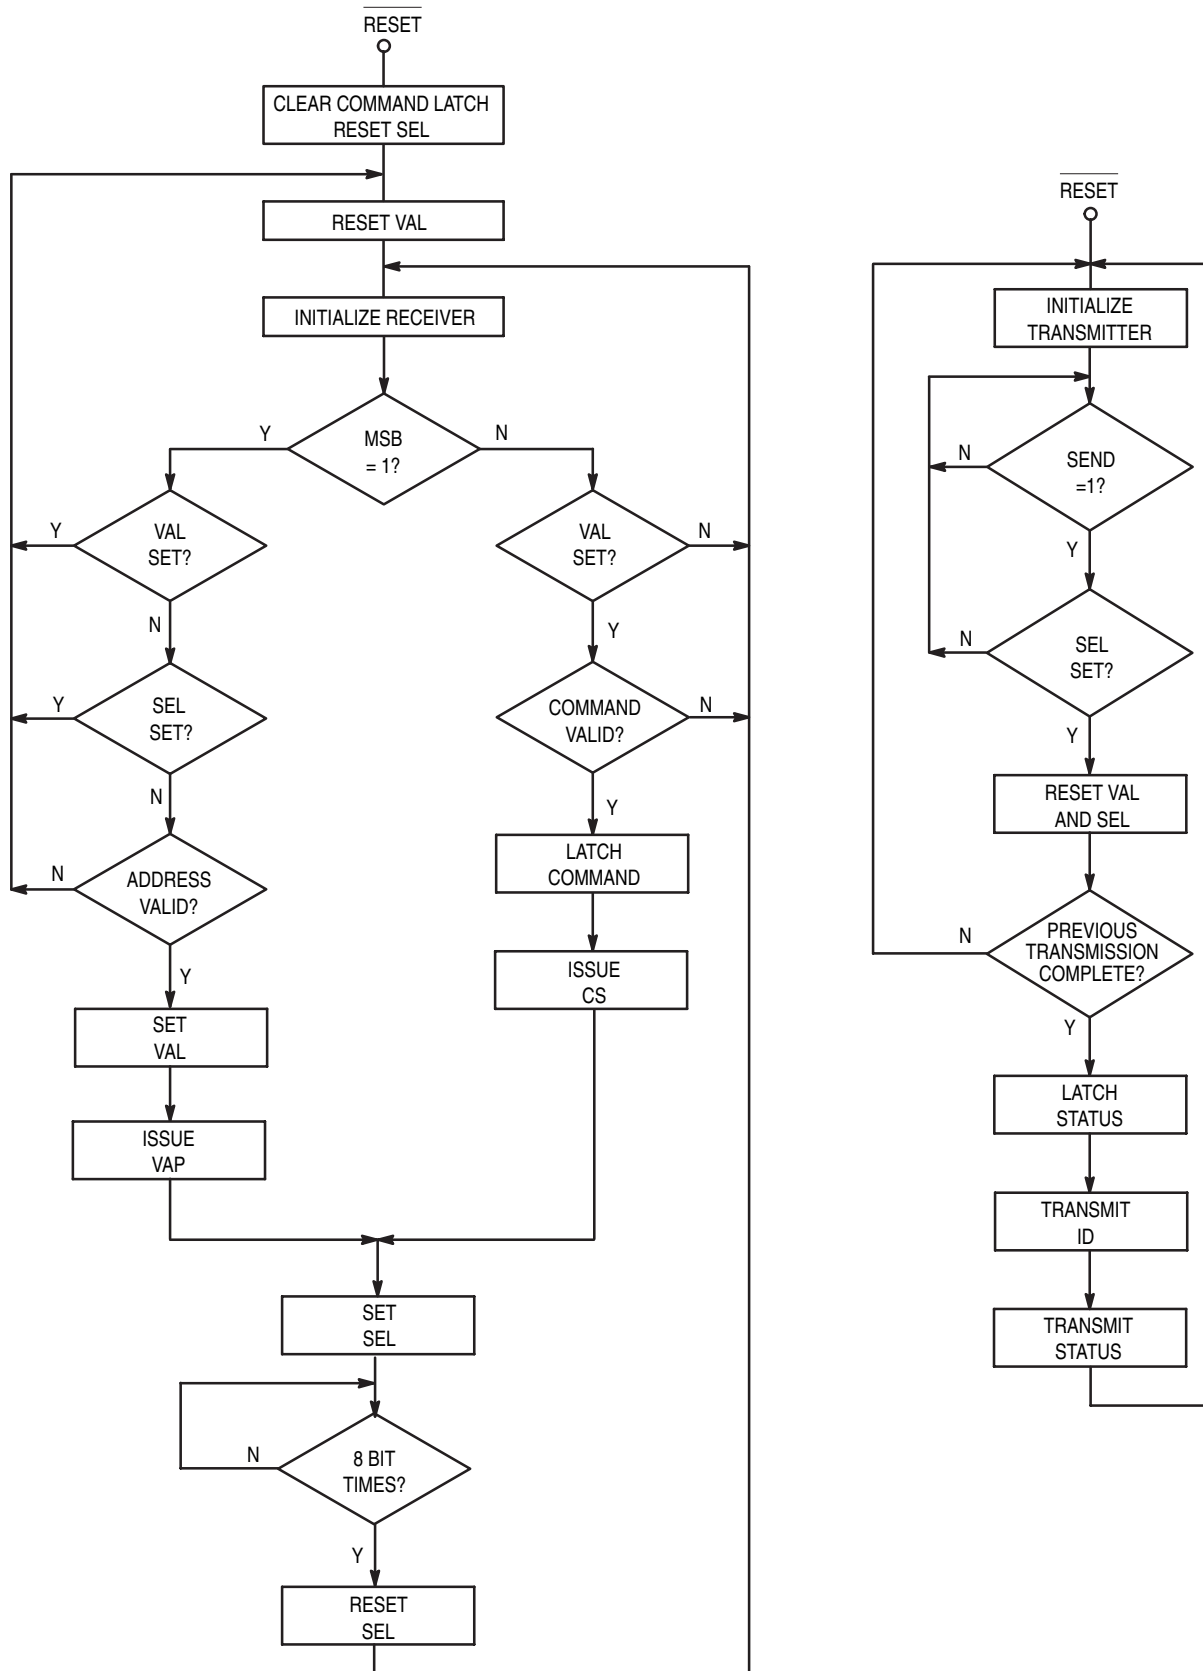 RESET
CLEAR COMMAND LATCH
RESET SEL
RESET VAL
INITIALIZE RECEIVER
MSB
= 1?
Y
N
VAL
SET?
Y
N
VAL
SET?
N
Y
SEL
SET?
Y
N
COMMAND
VALID?
N
Y
ADDRESS
VALID?
N
Y
LATCH
COMMAND
ISSUE
CS
SET
VAL
ISSUE
VAP
SET
SEL
8 BIT
TIMES?
N
Y
RESET
SEL
RESET
INITIALIZE
TRANSMITTER
SEND
=1?
N
Y
SEL
SET?
N
Y
RESET VAL
AND SEL
PREVIOUS
TRANSMISSION
COMPLETE?
N
Y
LATCH
STATUS
TRANSMIT
ID
TRANSMIT
STATUS